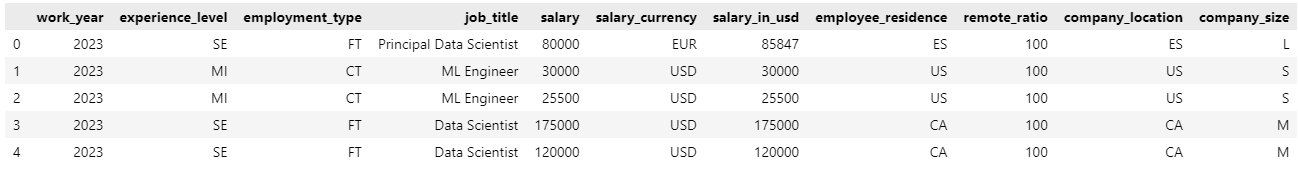 work_year experience_level employment_type job_title salary salary_currency salary_in_usd employee_residence remote_ratio company_location company_size
0 2023 SE FT Principal Data Scientist 80000 EUR 85847 ES 100 ES L
1 2023 MI CT ML Engineer 30000 USD 30000 US 100 US S
2 2023 MI CT ML Engineer 25500 USD 25500 US 100 US S
3 2023 SE FT Data Scientist 175000 USD 175000 CA 100 CA M
4 2023 SE FT Data Scientist 120000 USD 120000 CA 100 CA M